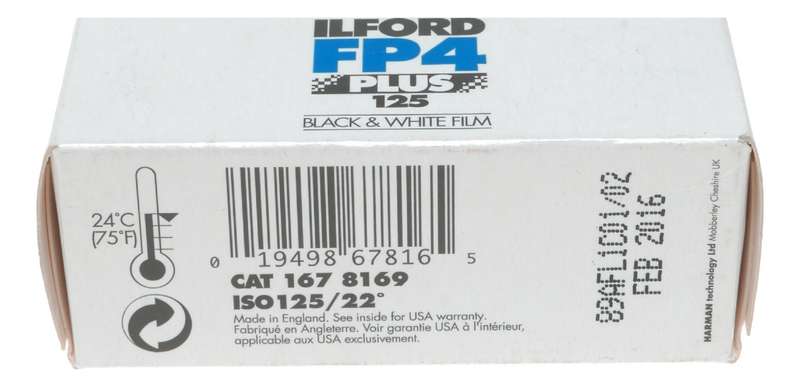 ILFORD
FP4
PLUS
125
BLACK & WHITE FILM
24°C
(75°F)
0 19498 67816 5
CAT 167 8169
ISO125/22°
Made in England. See inside for USA warranty.
Fabriqué en Angleterre. Voir garantie USA à l'intérieur,
applicable aux USA exclusivement.
89AFL1C01/02
FEB 2016
HARMAN technology Ltd Mobberley Cheshire UK